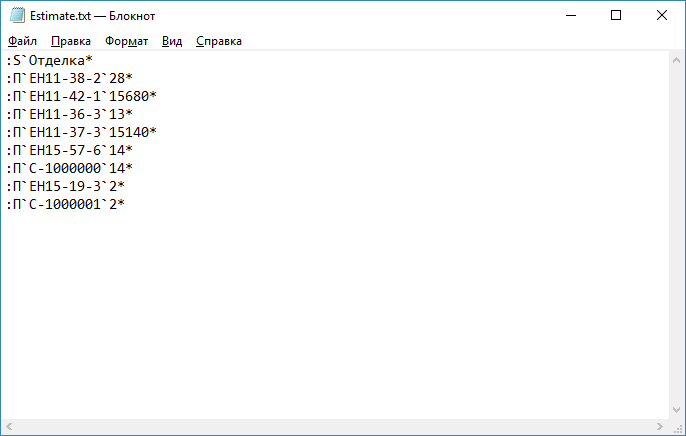 Estimate.txt — Блокнот
Файл Правка Формат Вид Справка
:S`Отделка*
:П`ЕН11-38-2`28*
:П`ЕН11-42-1`15680*
:П`ЕН11-36-3`13*
:П`ЕН11-37-3`15140*
:П`ЕН15-57-6`14*
:П`С-1000000`14*
:П`ЕН15-19-3`2*
:П`С-1000001`2*